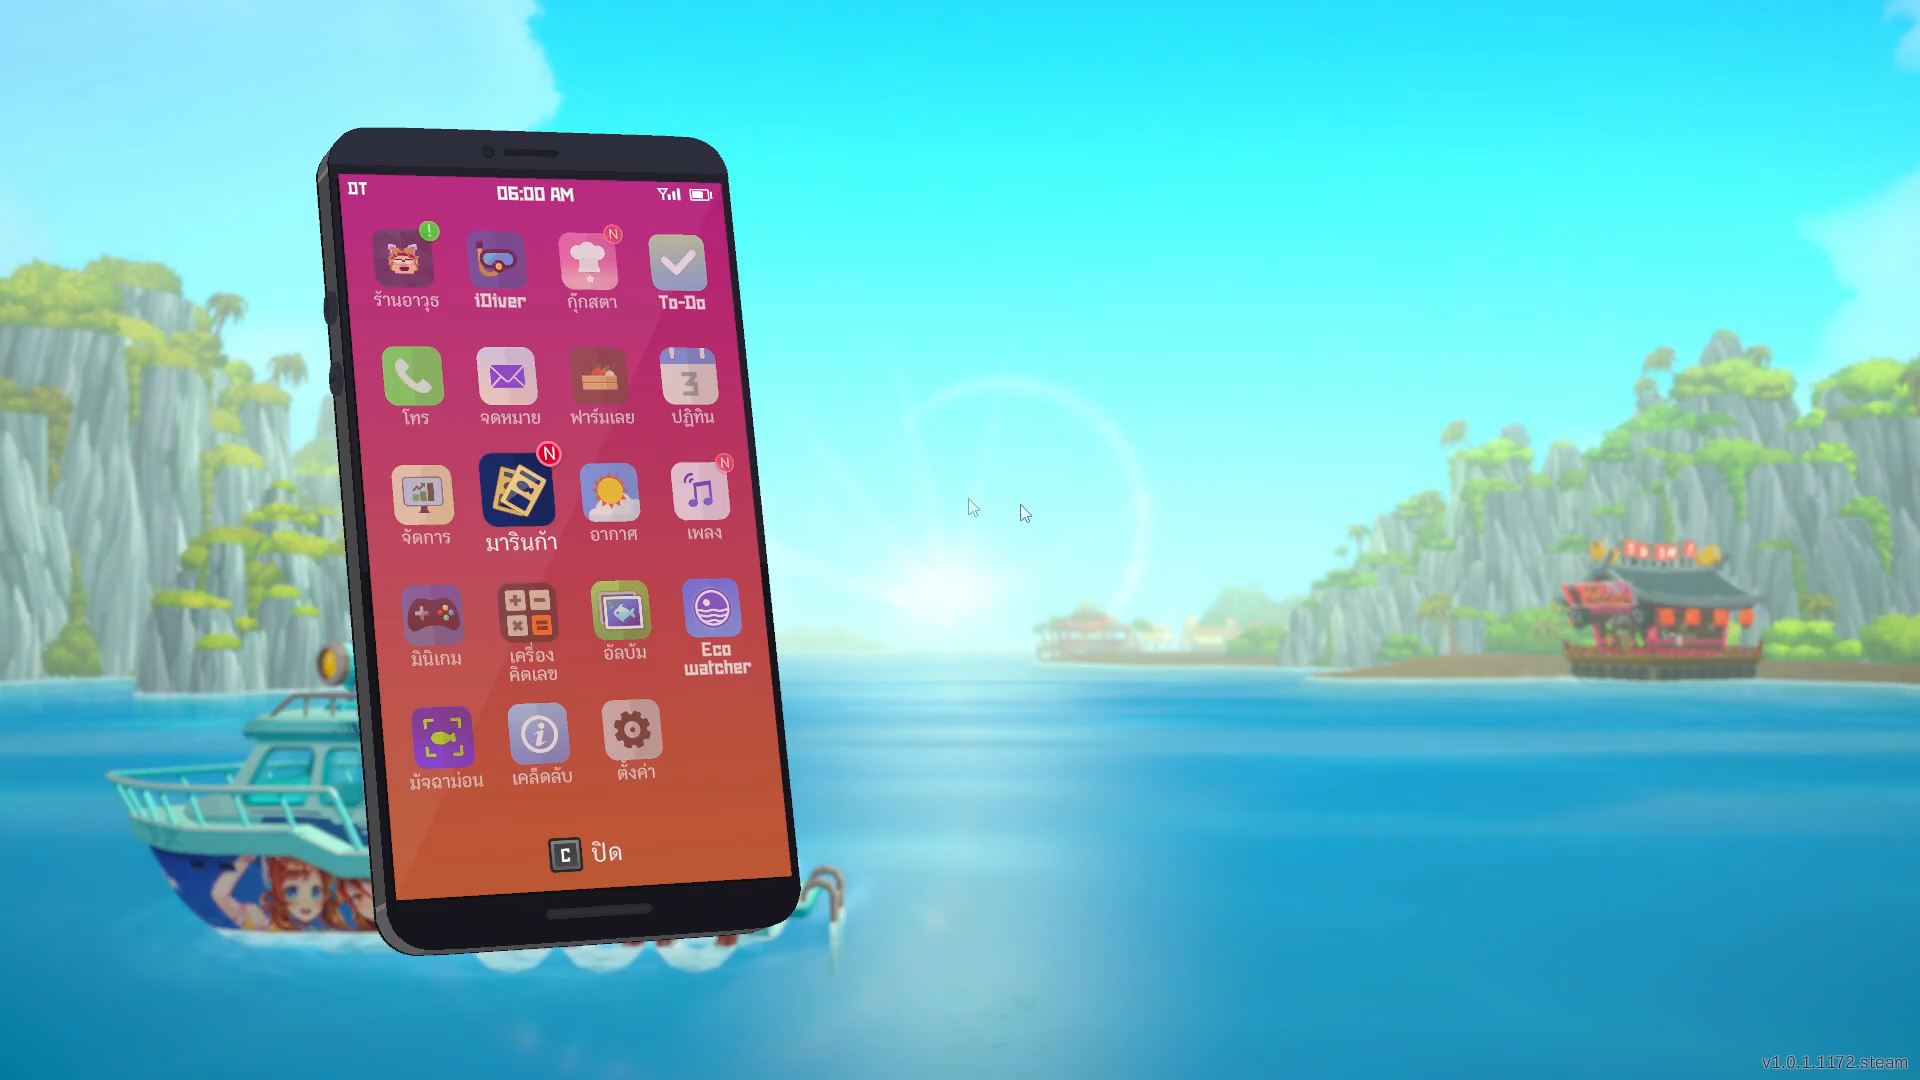 DT
06:00 AM
!
N
ร้านอาวุธ
iDiver
กุ๊กสตา
To-Do
3
โทร
จดหมาย
ฟาร์มเลย
ปฏิทิน
N
N
จัดการ
มารินก้า
อากาศ
เพลง
มินิเกม
เครื่อง
คิดเลข
อัลบั้ม
Eco
watcher
มัจฉาม่อน
เคล็ดลับ
ตั้งค่า
C ปิด
v1.0.1.1172.steam